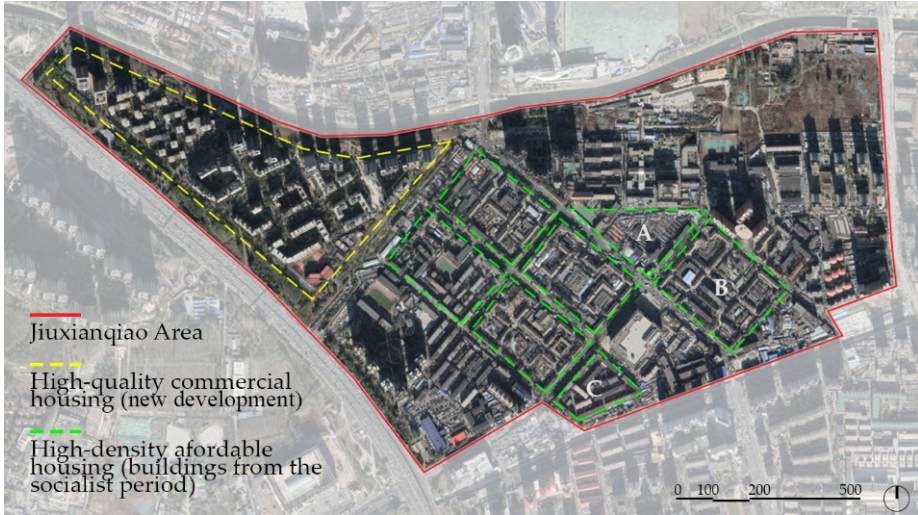 A
B
C
Jiuxianqiao Area
High-quality commercial
housing (new development)
High-density afordable
housing (buildings from the
socialist period)
0 100 200 500